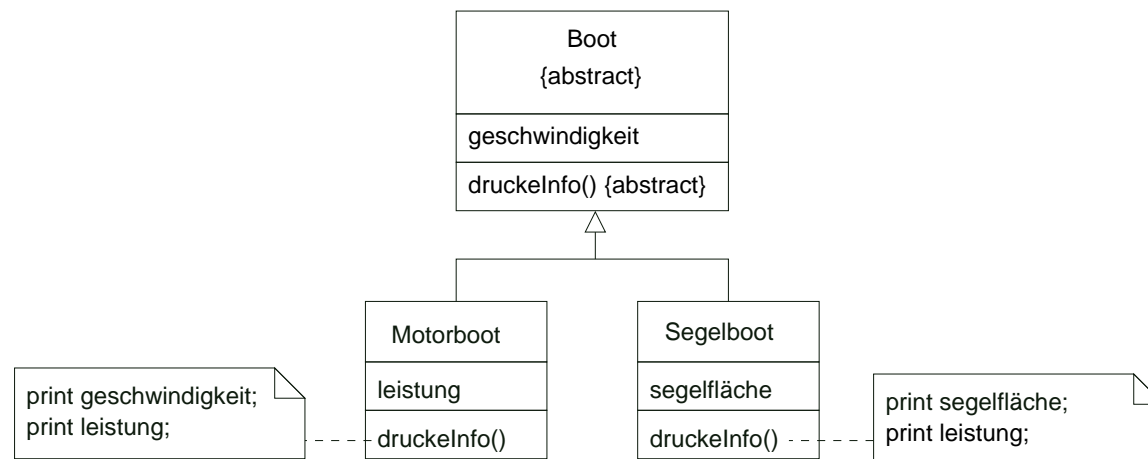 Boot
{abstract}
geschwindigkeit
druckeInfo() {abstract}
Motorboot
leistung
druckeInfo()
Segelboot
segelfläche
druckeInfo()
print geschwindigkeit;
print leistung;
print segelfläche;
print leistung;